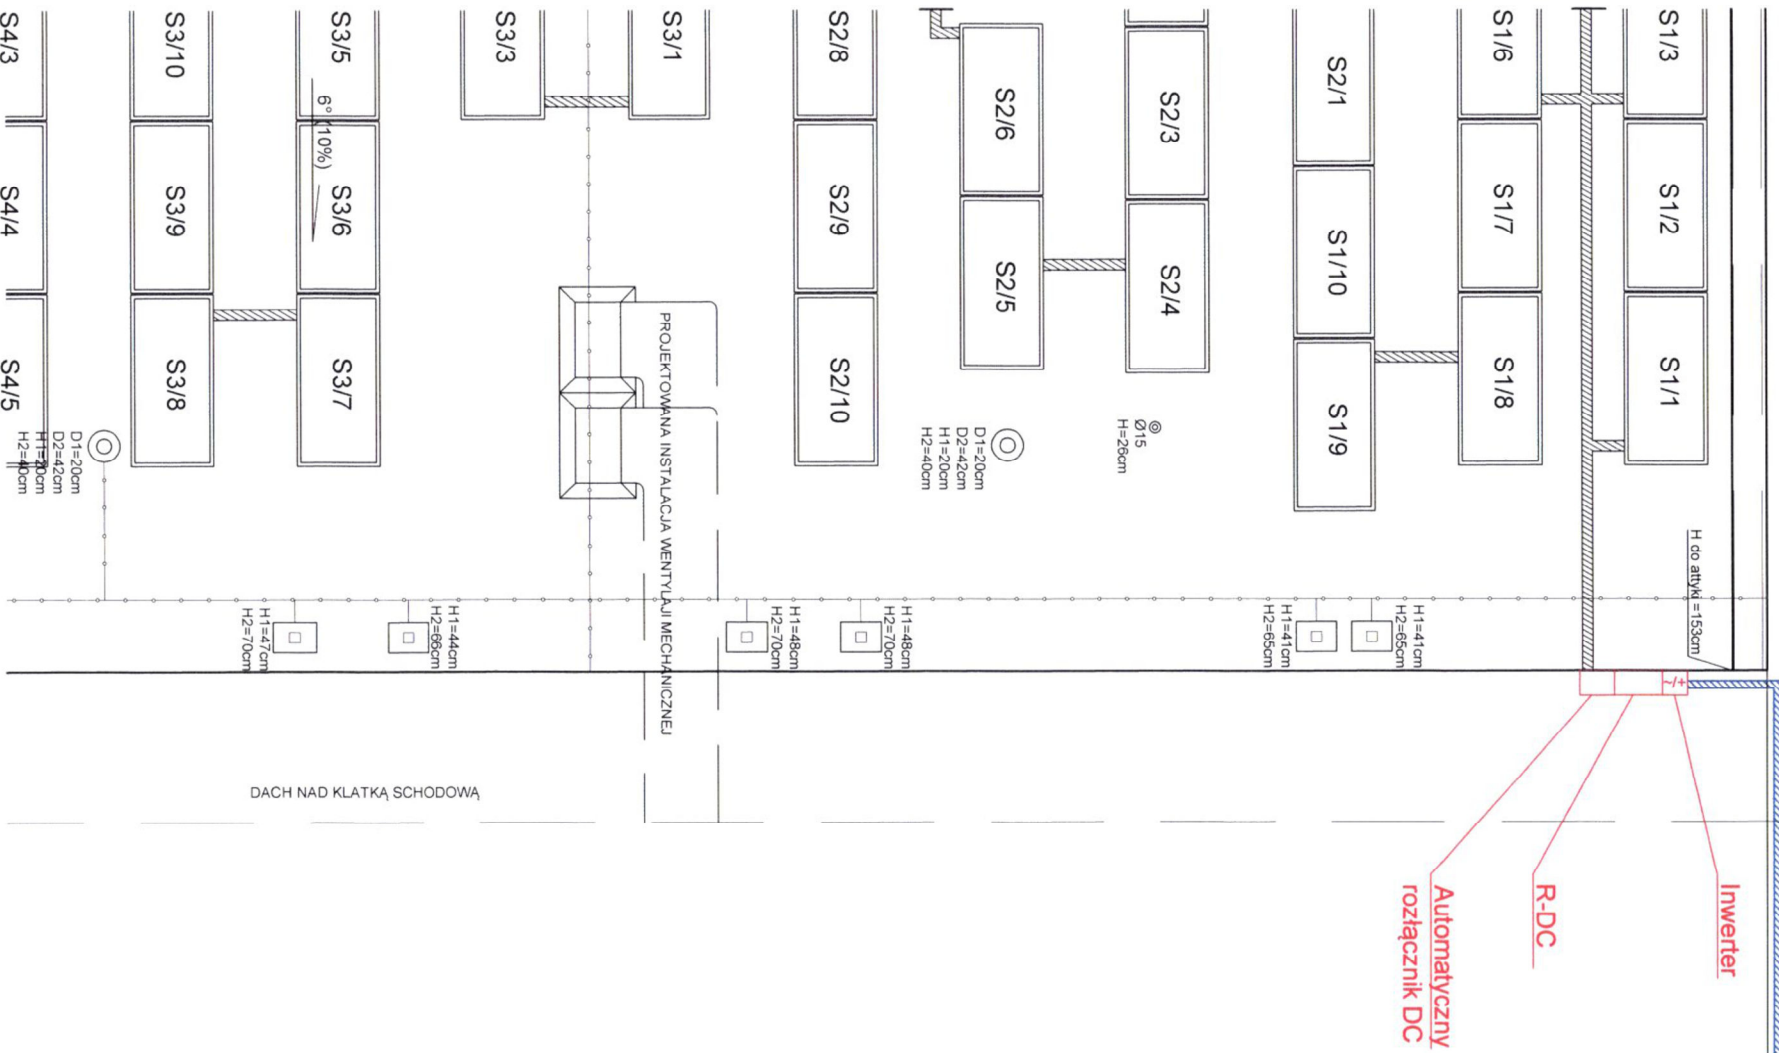 S4/3
S4/4
S4/5
S3/10
S3/9
S3/8
S3/5
S3/6
S3/7
6° (10%)
S3/3
S3/1
S2/8
S2/9
S2/10
S2/6
S2/5
S2/3
S2/4
S2/1
S1/10
S1/9
S1/6
S1/7
S1/8
S1/3
S1/2
S1/1
D1=20cm
D2=42cm
H1=20cm
H2=40cm
D1=20cm
D2=42cm
H1=20cm
H2=40cm
Ø15
H=26cm
H do attyki =153cm
PROJEKTOWANA INSTALACJA WENTYLAJI MECHANICZNEJ
H1=47cm
H2=70cm
H1=44cm
H2=66cm
H1=48cm
H2=70cm
H1=48cm
H2=70cm
H1=41cm
H2=65cm
H1=41cm
H2=65cm
~/+
DACH NAD KLATKĄ SCHODOWĄ
Automatyczny
rozłącznik DC
R-DC
Inwerter